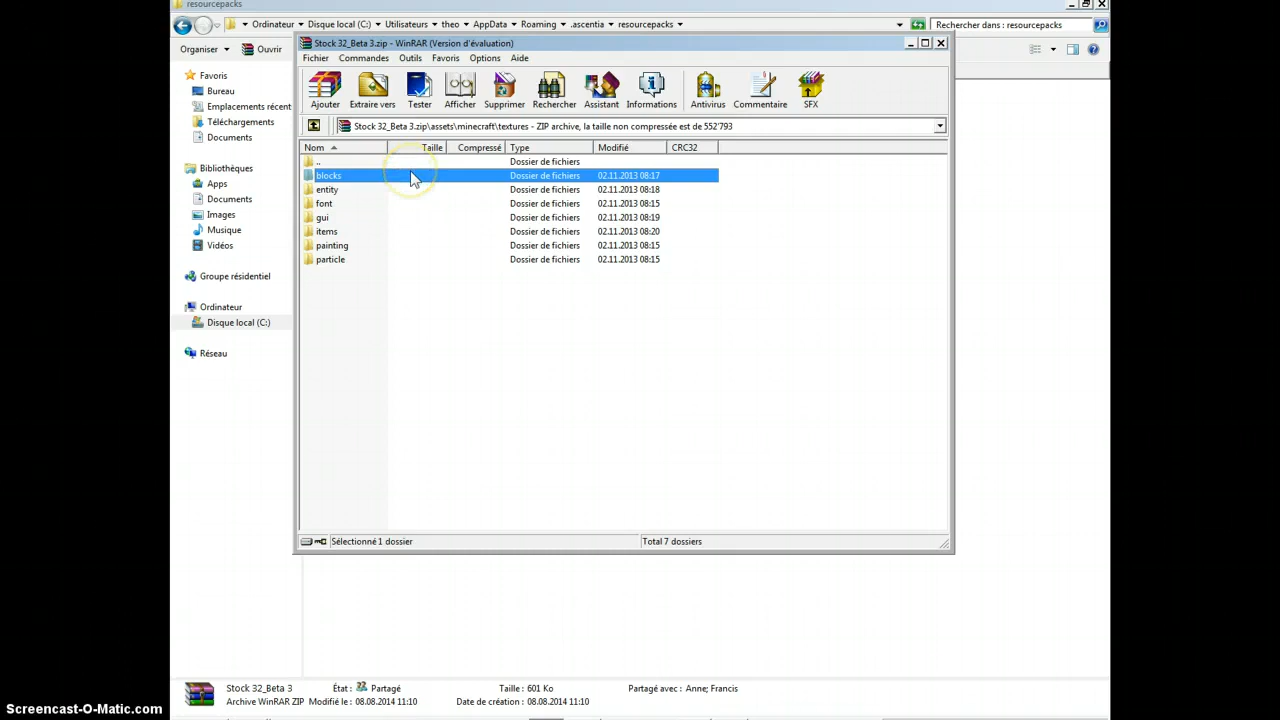 resourcepacks
Ordinateur Disque local (C:) Utilisateurs theo AppData Roaming .ascentia resourcepacks
Rechercher dans : resourcepacks
Organiser Ouvrir
Favoris
Bureau
Emplacements récent
Téléchargements
Documents
Bibliothèques
Apps
Documents
Images
Musique
Vidéos
Groupe résidentiel
Ordinateur
Disque local (C:)
Réseau
Stock 32_Beta 3.zip - WinRAR (Version d'évaluation)
Fichier Commandes Outils Favoris Options Aide
Ajouter Extraire vers Tester Afficher Supprimer Rechercher Assistant Informations Antivirus Commentaire SFX
Stock 32_Beta 3.zip\assets\minecraft\textures - ZIP archive, la taille non compressée est de 552'793
Nom Taille Compressé Type Modifié CRC32
.. Dossier de fichiers
blocks Dossier de fichiers 02.11.2013 08:17
entity Dossier de fichiers 02.11.2013 08:18
font Dossier de fichiers 02.11.2013 08:15
gui Dossier de fichiers 02.11.2013 08:19
items Dossier de fichiers 02.11.2013 08:20
painting Dossier de fichiers 02.11.2013 08:15
particle Dossier de fichiers 02.11.2013 08:15
Sélectionné 1 dossier Total 7 dossiers
Stock 32_Beta 3 État : Partagé Taille : 601 Ko Partagé avec : Anne; Francis
Archive WinRAR ZIP Modifié le : 08.08.2014 11:10 Date de création : 08.08.2014 11:10
Screencast-O-Matic.com